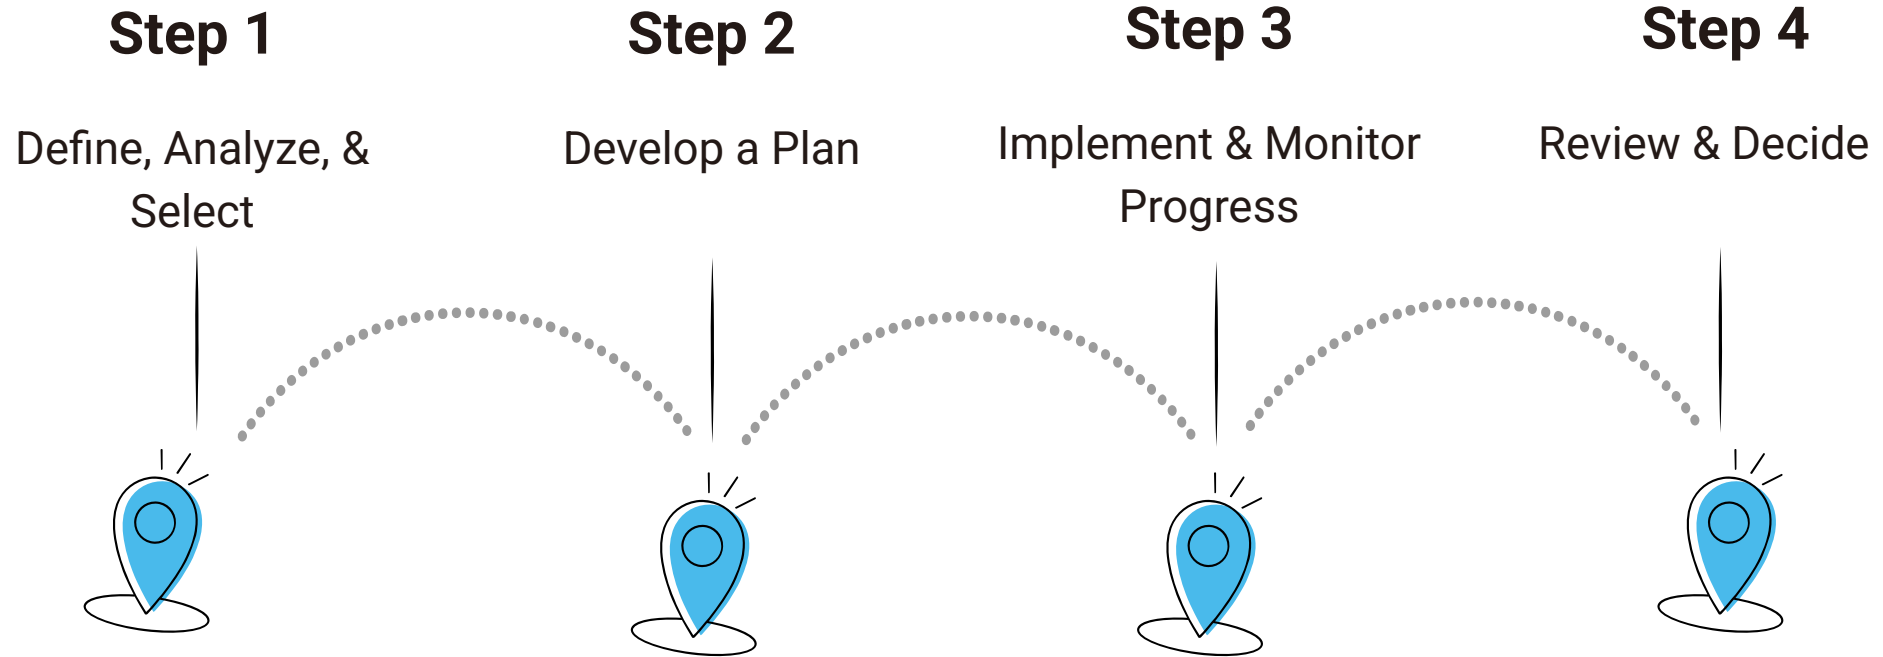 Step 1
Define, Analyze, &
Select
Step 2
Develop a Plan
Step 3
Implement & Monitor
Progress
Step 4
Review & Decide